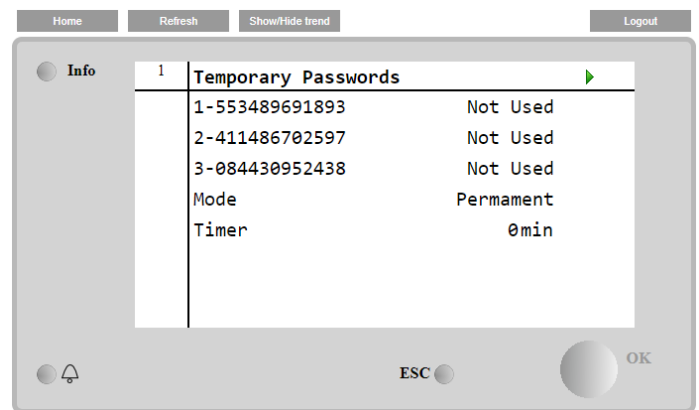 Home Refresh Show/Hide trend Logout
Info
1 Temporary Passwords
1-553489691893 Not Used
2-411486702597 Not Used
3-084430952438 Not Used
Mode Permament
Timer 0min
ESC OK